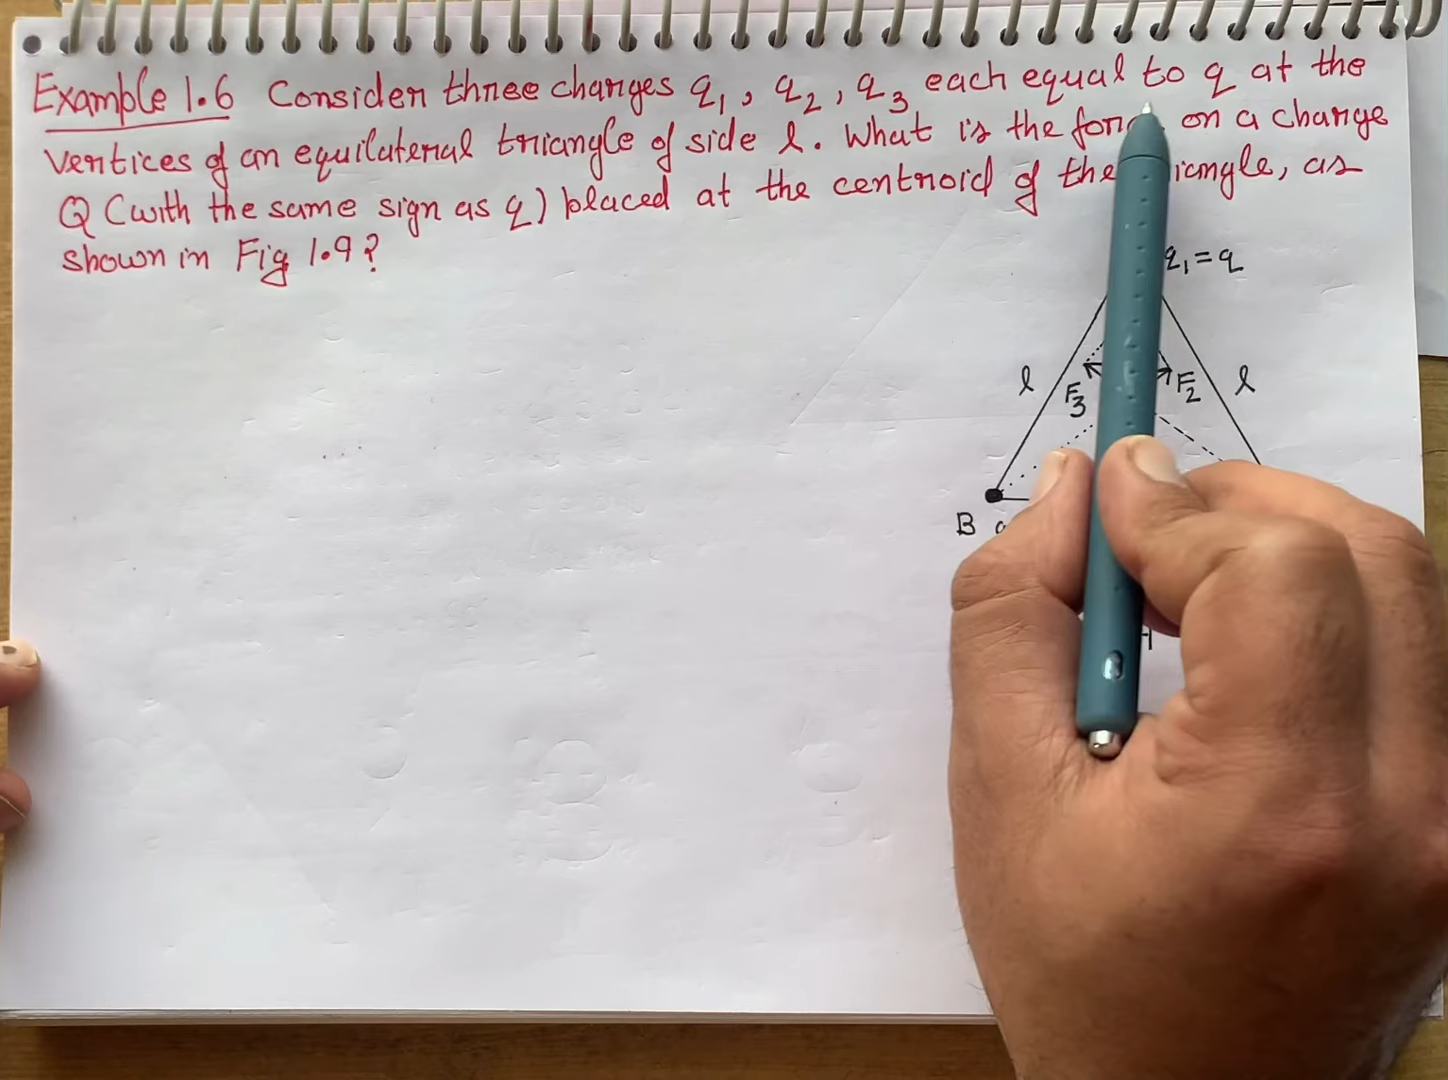 Example 1.6 Consider three charges q1, q2, q3 each equal to q at the
vertices of an equilateral triangle of side l. What is the on a charge
Q (with the same sign as q) placed at the centroid of the as
shown in Fig 1.9?
q1 = q
l F3 F2 l
B